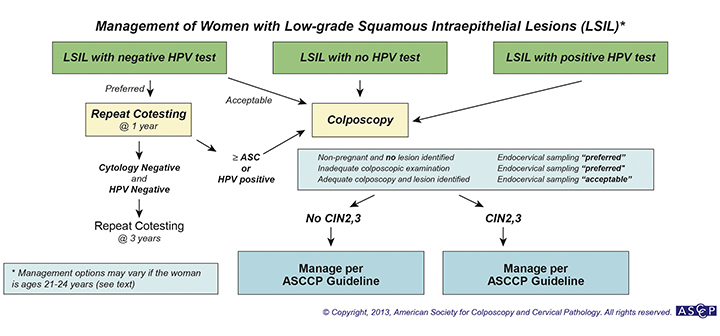 Management of Women with Low-grade Squamous Intraepithelial Lesions (LSIL)*
LSIL with negative HPV test
LSIL with no HPV test
LSIL with positive HPV test
Preferred
Acceptable
Repeat Cotesting
@ 1 year
Colposcopy
≥ ASC
or
HPV positive
Cytology Negative
and
HPV Negative
Repeat Cotesting
@ 3 years
Non-pregnant and no lesion identified Endocervical sampling “preferred”
Inadequate colposcopic examination Endocervical sampling “preferred"
Adequate colposcopy and lesion identified Endocervical sampling “acceptable”
No CIN2,3
CIN2,3
Manage per
ASCCP Guideline
Manage per
ASCCP Guideline
* Management options may vary if the woman
is ages 21-24 years (see text)
© Copyright, 2013, American Society for Colposcopy and Cervical Pathology. All rights reserved.
ASCCP